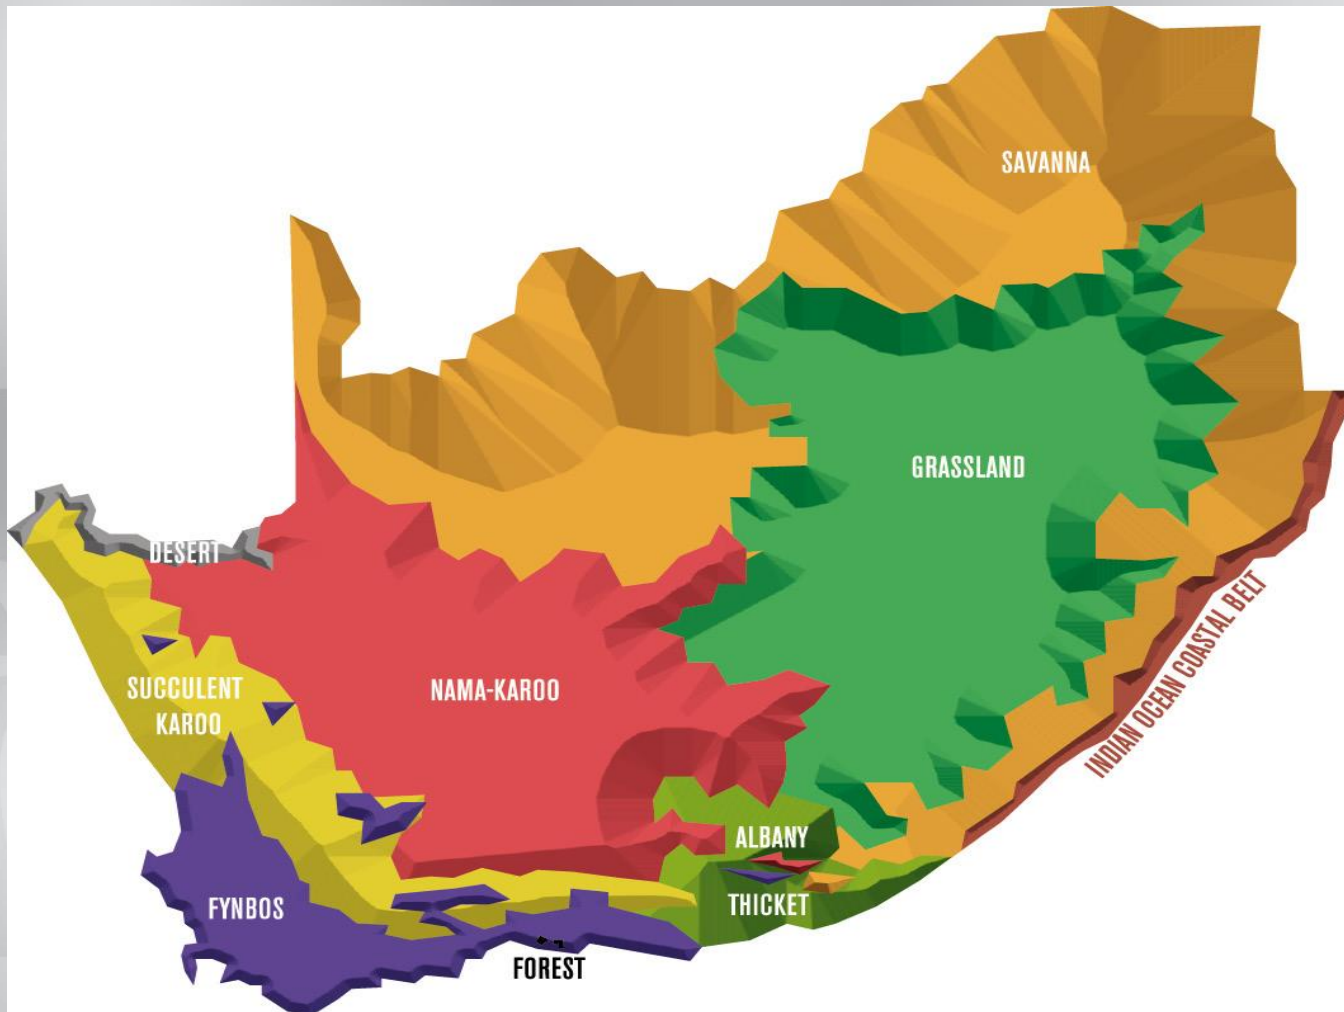 SAVANNA
GRASSLAND
DESERT
INDIAN OCEAN COASTAL BELT
SUCCULENT
KAROO
NAMA-KAROO
ALBANY
THICKET
FYNBOS
FOREST